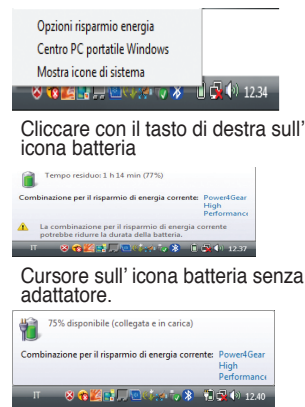 Opzioni risparmio energia
Centro PC portatile Windows
Mostra icone di sistema
12.34
Cliccare con il tasto di destra sull'
icona batteria
Tempo residuo: 1 h 14 min (77%)
Combinazione per il risparmio di energia corrente: Power4Gear
High
Performance
La combinazione per il risparmio di energia corrente
potrebbe ridurre la durata della batteria.
IT 12.37
Cursore sull' icona batteria senza
adattatore.
75% disponibile (collegata e in carica)
Combinazione per il risparmio di energia corrente: Power4Gear
High
Performance
IT 12.40